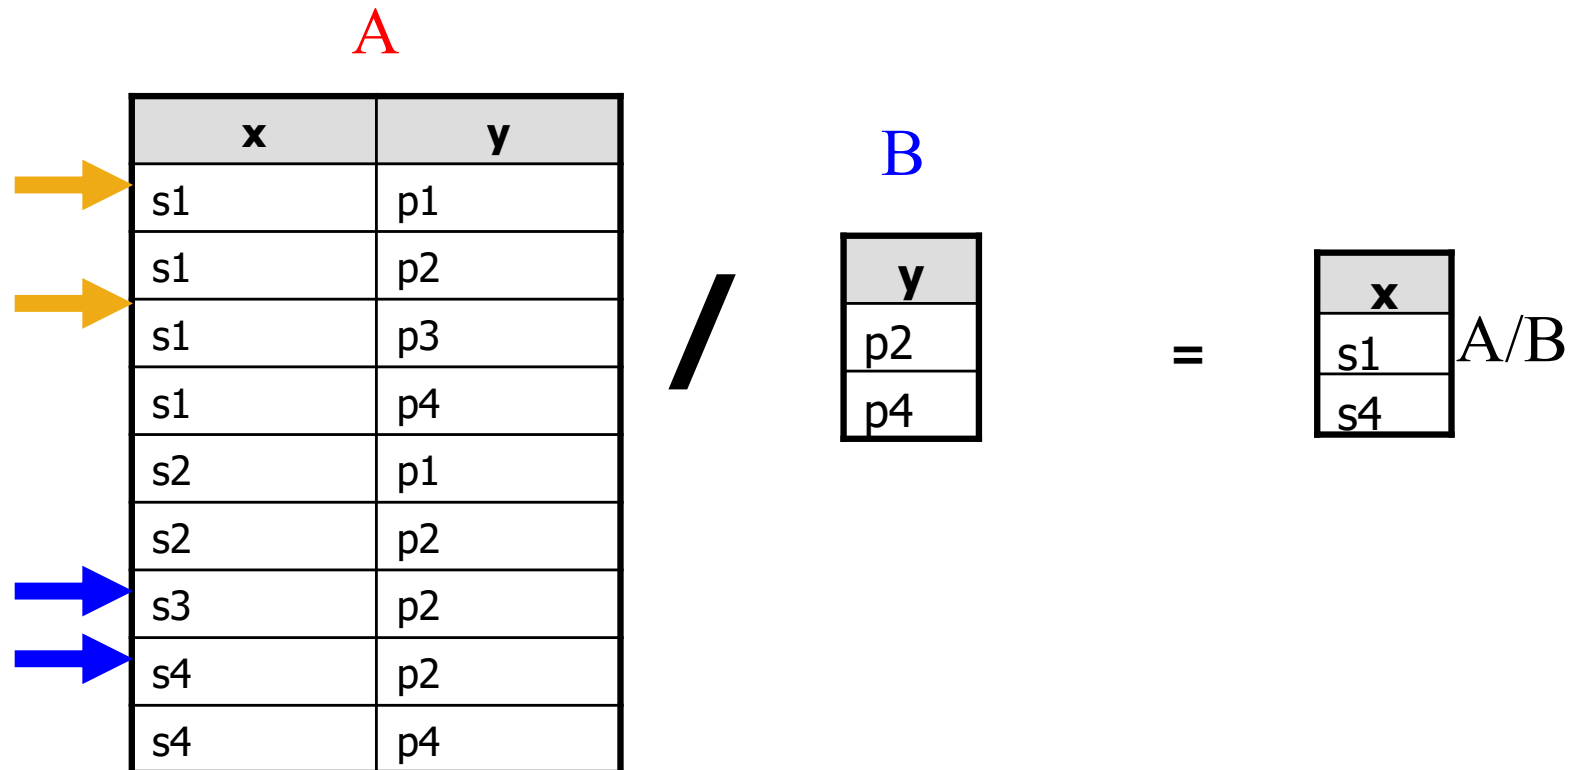 A
x y
s1 p1
s1 p2
s1 p3
s1 p4
s2 p1
s2 p2
s3 p2
s4 p2
s4 p4
/
B
y
p2
p4
=
x
s1
s4
A/B